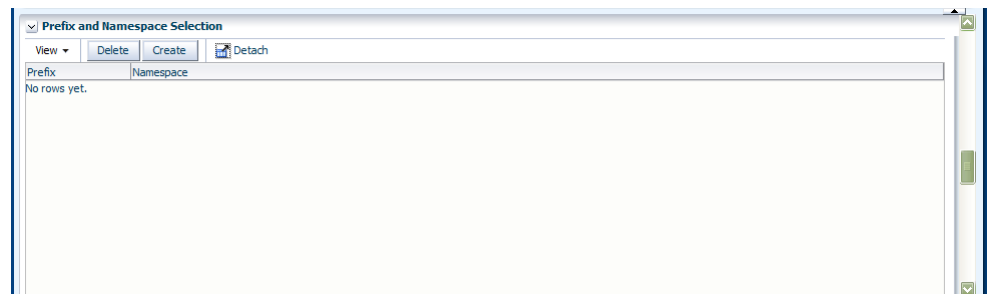 Prefix and Namespace Selection
View Delete Create Detach
Prefix Namespace
No rows yet.